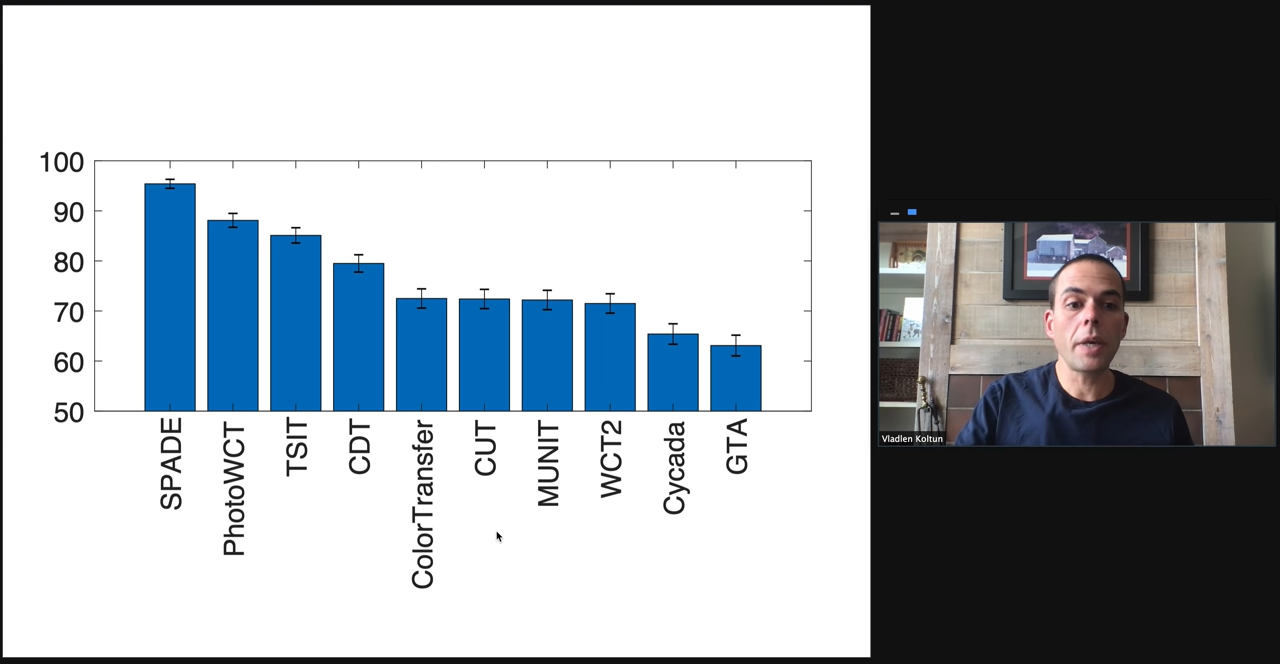 100
90
80
70
60
50
SPADE
PhotoWCT
TSIT
CDT
ColorTransfer
CUT
MUNIT
WCT2
Cycada
GTA
Vladlen Koltun